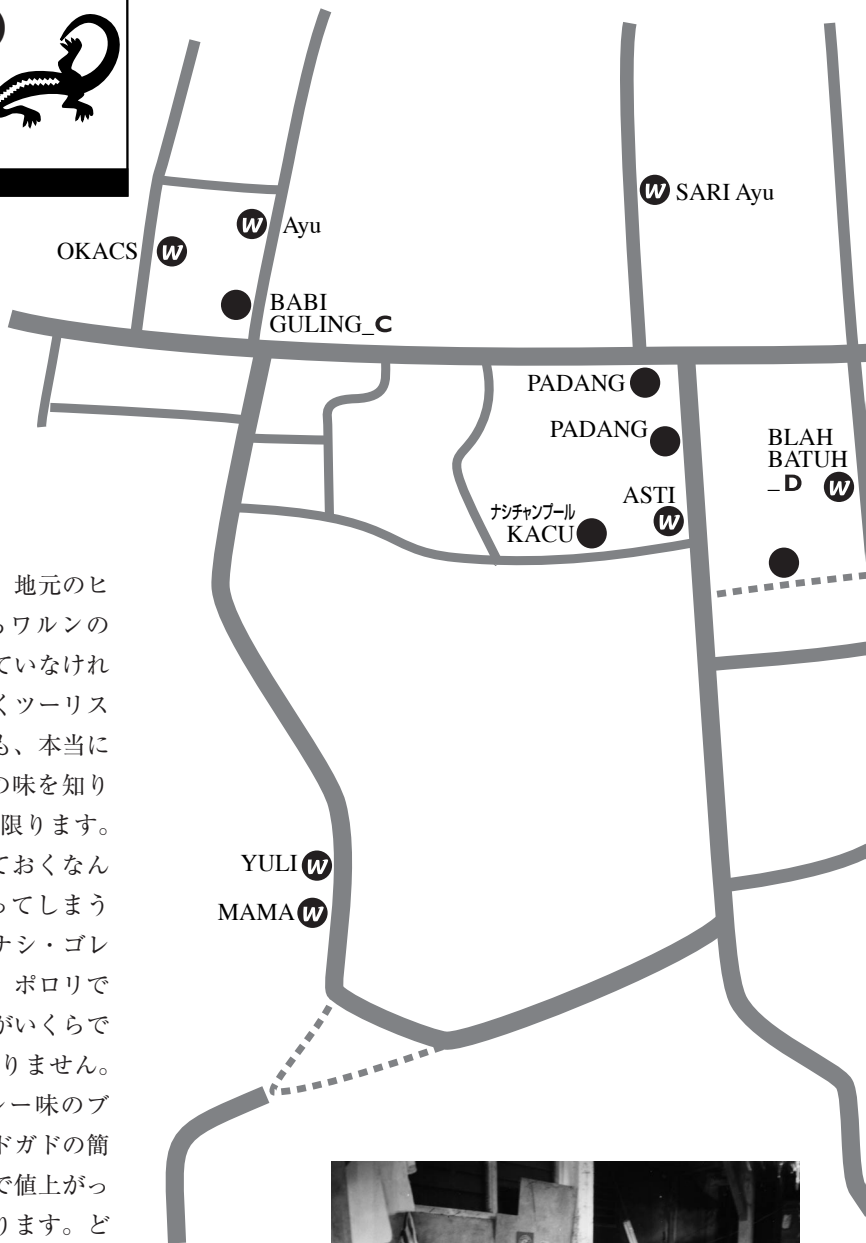 SARI Ayu
Ayu
OKACS
BABI
GULING_C
PADANG
PADANG
BLAH
BATUH
_D
ASTI
ナシチャンプール
KACU
YULI
MAMA
地元のヒ
らワルンの
ていなけれ
くツーリス
も、本当に
の味を知り
限ります。
ておくなん
ってしまう
ナシ・ゴレ
ポロリで
がいくらで
りません。
レー味のブ
ドガドの簡
で値上がっ
ります。ど